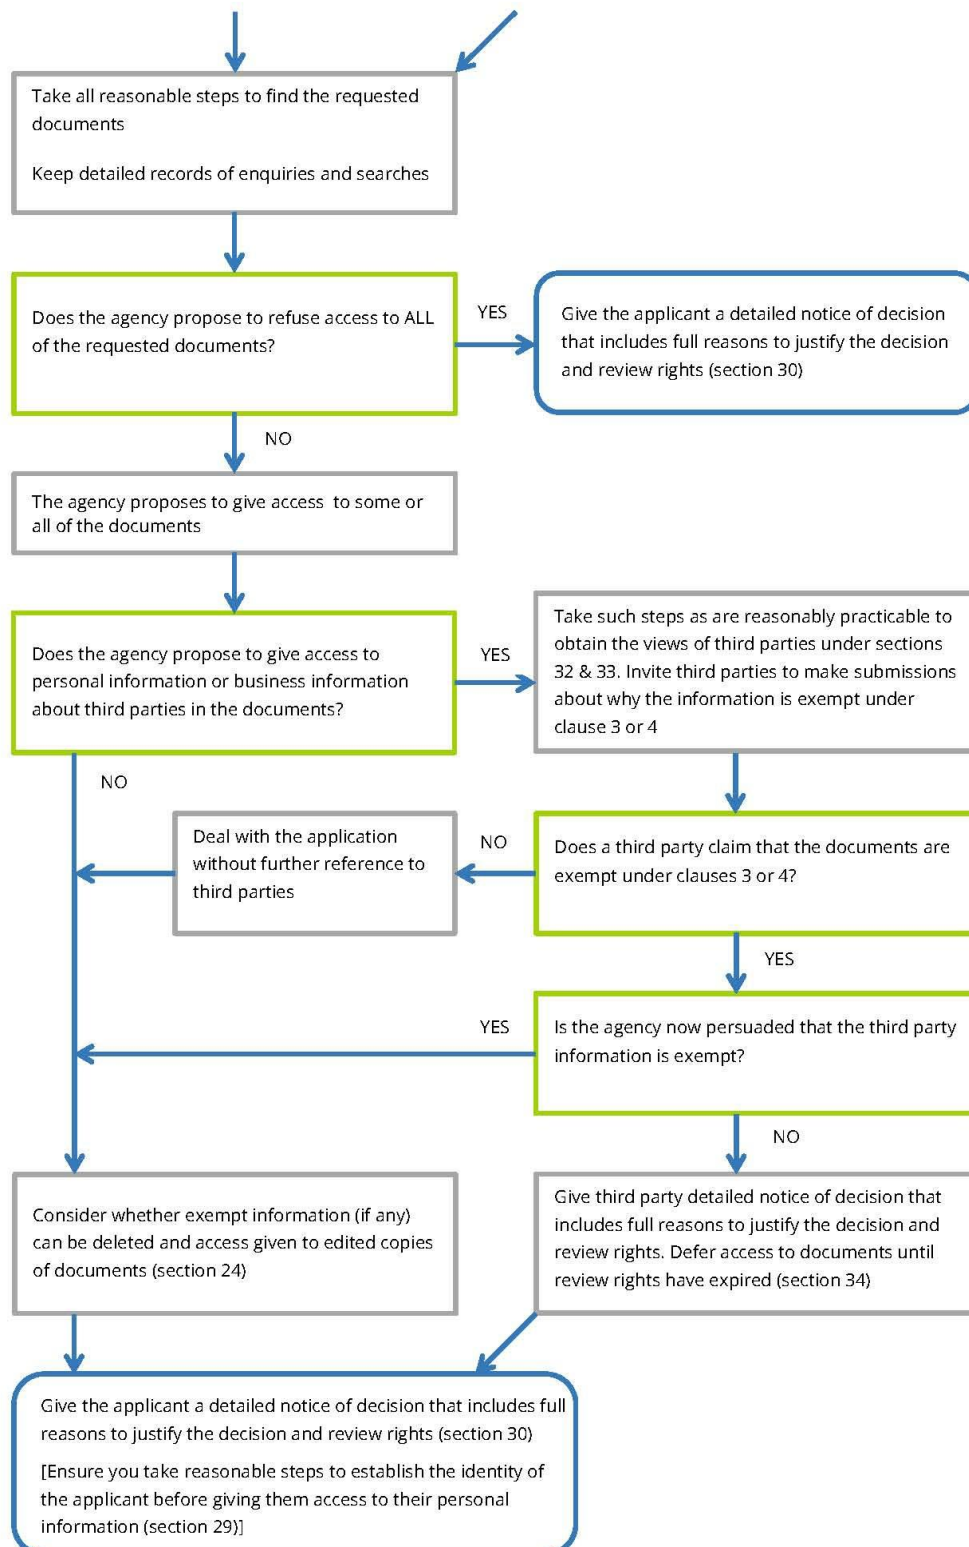 Take all reasonable steps to find the requested
documents
Keep detailed records of enquiries and searches
Does the agency propose to refuse access to ALL
of the requested documents?
YES
Give the applicant a detailed notice of decision
that includes full reasons to justify the decision
and review rights (section 30)
NO
The agency proposes to give access to some or
all of the documents
Does the agency propose to give access to
personal information or business information
about third parties in the documents?
YES
Take such steps as are reasonably practicable to
obtain the views of third parties under sections
32 & 33. Invite third parties to make submissions
about why the information is exempt under
clause 3 or 4
NO
Deal with the application
without further reference to
third parties
NO
Does a third party claim that the documents are
exempt under clauses 3 or 4?
YES
YES
Is the agency now persuaded that the third party
information is exempt?
NO
Consider whether exempt information (if any)
can be deleted and access given to edited copies
of documents (section 24)
Give third party detailed notice of decision that
includes full reasons to justify the decision and
review rights. Defer access to documents until
review rights have expired (section 34)
Give the applicant a detailed notice of decision that includes full
reasons to justify the decision and review rights (section 30)
[Ensure you take reasonable steps to establish the identity of
the applicant before giving them access to their personal
information (section 29)]